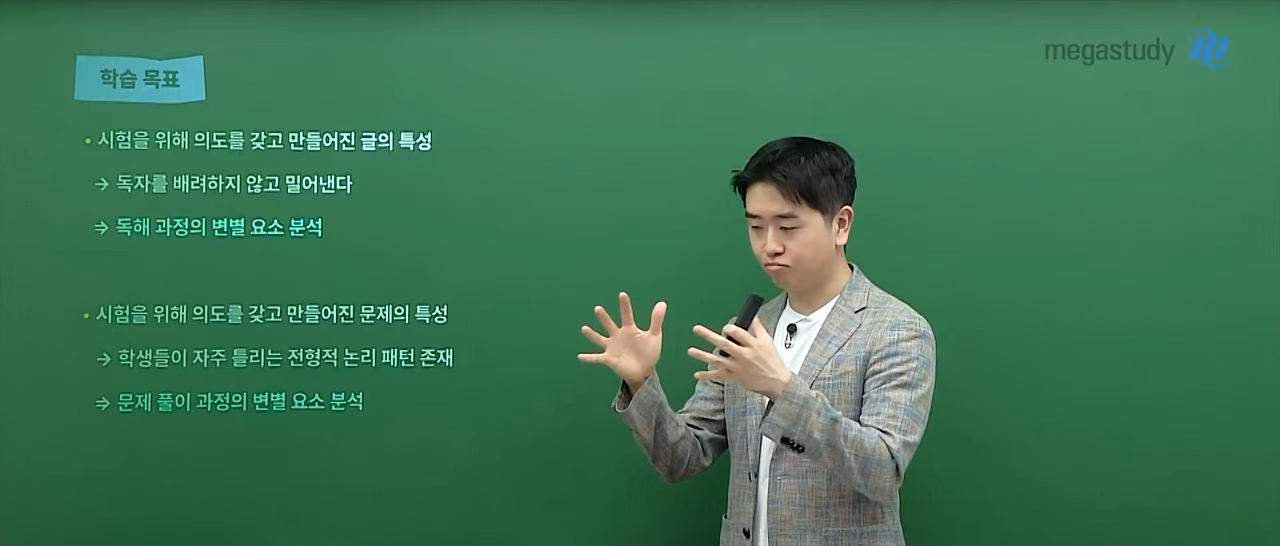 megastudy
학습 목표
• 시험을 위해 의도를 갖고 만들어진 글의 특성
→ 독자를 배려하지 않고 밀어낸다
→ 독해 과정의 변별 요소 분석
• 시험을 위해 의도를 갖고 만들어진 문제의 특성
→ 학생들이 자주 틀리는 전형적 논리 패턴 존재
→ 문제 풀이 과정의 변별 요소 분석